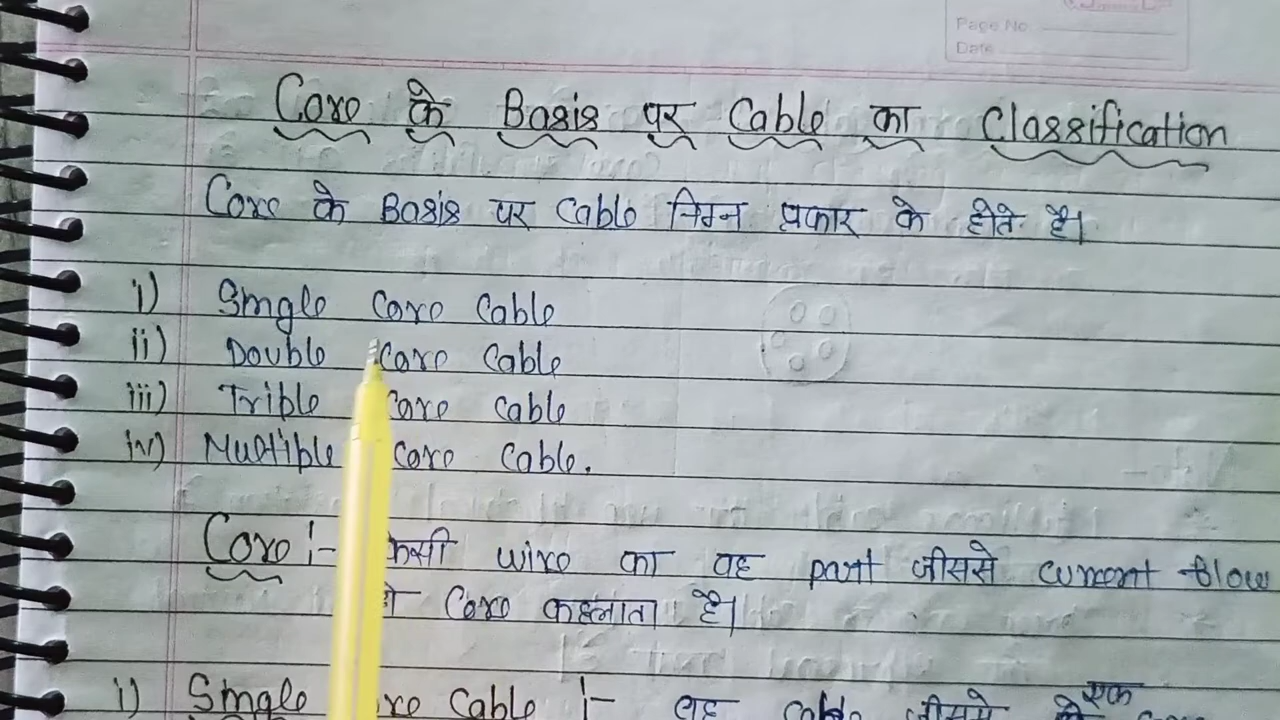 Page No
Date
Core के Basis पर Cable का Classification
Core के Basis पर Cable निम्न प्रकार के होते है।
i) Single Core Cable
ii) Double Core Cable
iii) Trible Core Cable
iv) Multible Core Cable.
Core :- किसी wire का वह part जीससे current flow
हो Core कहलाता है।
i) Single Core Cable :- वह cable जीसमे एक